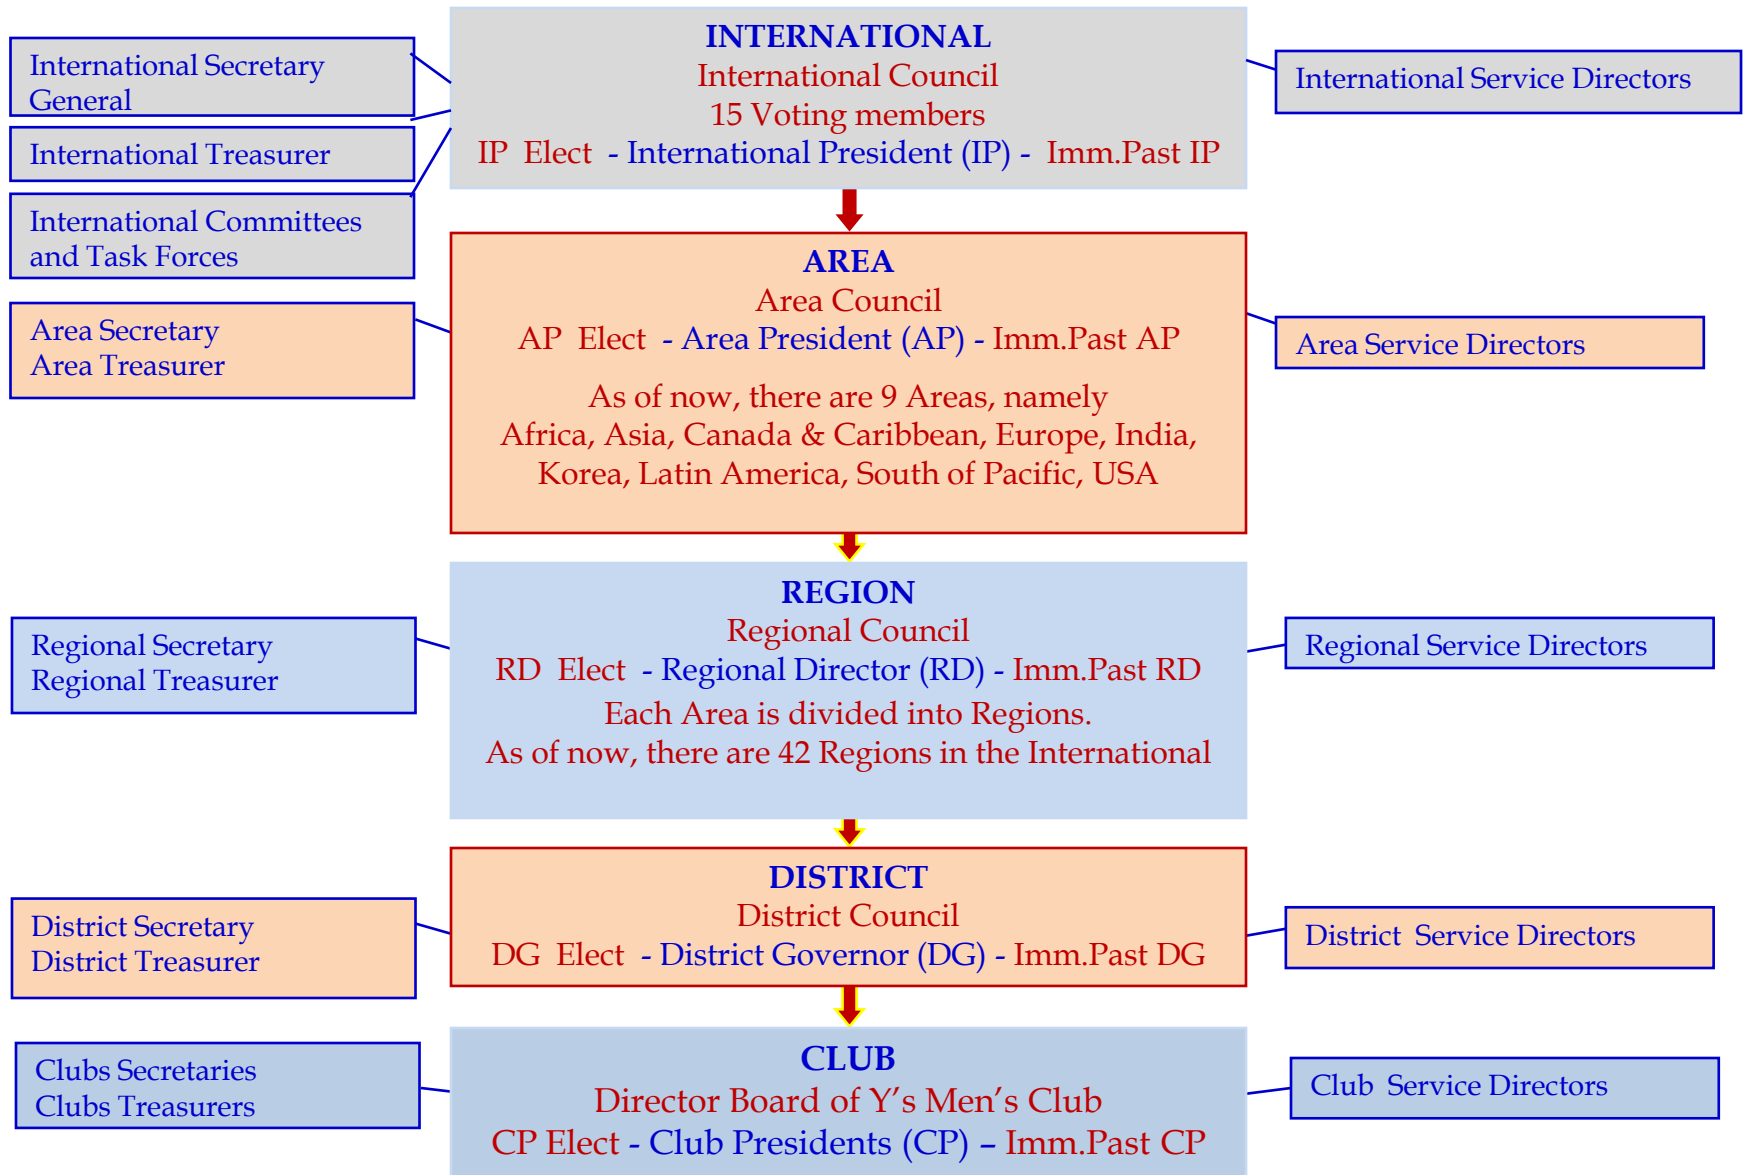 INTERNATIONAL
International Council
15 Voting members
IP Elect - International President (IP) - Imm.Past IP
International Secretary
General
International Treasurer
International Committees
and Task Forces
International Service Directors
AREA
Area Council
AP Elect - Area President (AP) - Imm.Past AP
As of now, there are 9 Areas, namely
Africa, Asia, Canada & Caribbean, Europe, India,
Korea, Latin America, South of Pacific, USA
Area Secretary
Area Treasurer
Area Service Directors
REGION
Regional Council
RD Elect - Regional Director (RD) - Imm.Past RD
Each Area is divided into Regions.
As of now, there are 42 Regions in the International
Regional Secretary
Regional Treasurer
Regional Service Directors
DISTRICT
District Council
DG Elect - District Governor (DG) - Imm.Past DG
District Secretary
District Treasurer
District Service Directors
CLUB
Director Board of Y's Men's Club
CP Elect - Club Presidents (CP) – Imm.Past CP
Clubs Secretaries
Clubs Treasurers
Club Service Directors